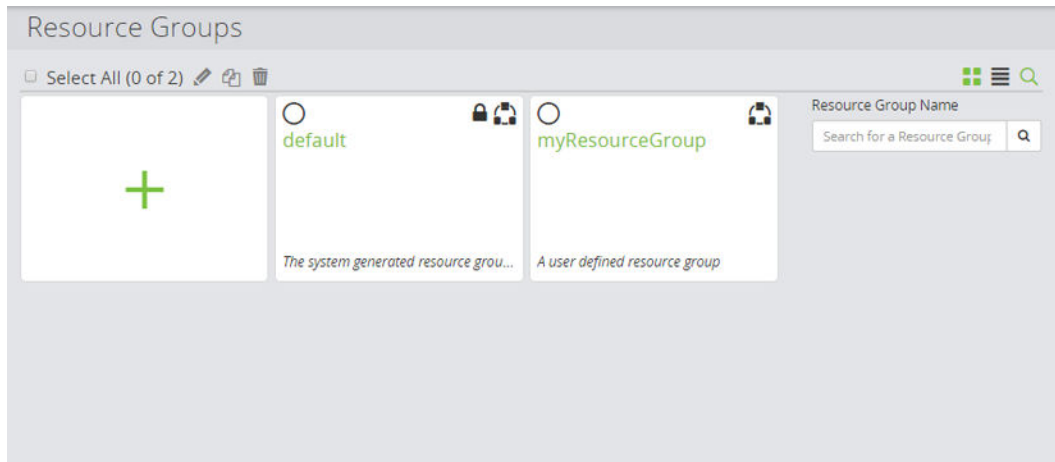 Resource Groups
Select All (0 of 2)
default
The system generated resource grou...
myResourceGroup
A user defined resource group
Resource Group Name
Search for a Resource Group